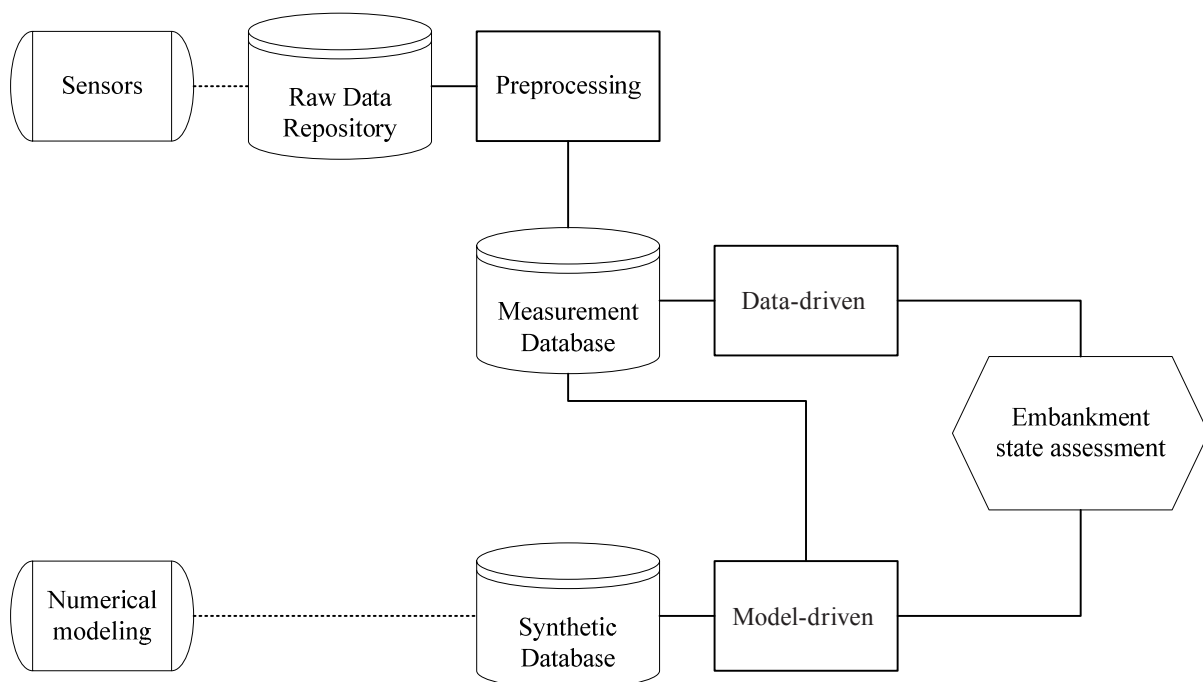 Sensors
Raw Data
Repository
Preprocessing
Measurement
Database
Data-driven
Embankment
state assessment
Numerical
modeling
Synthetic
Database
Model-driven